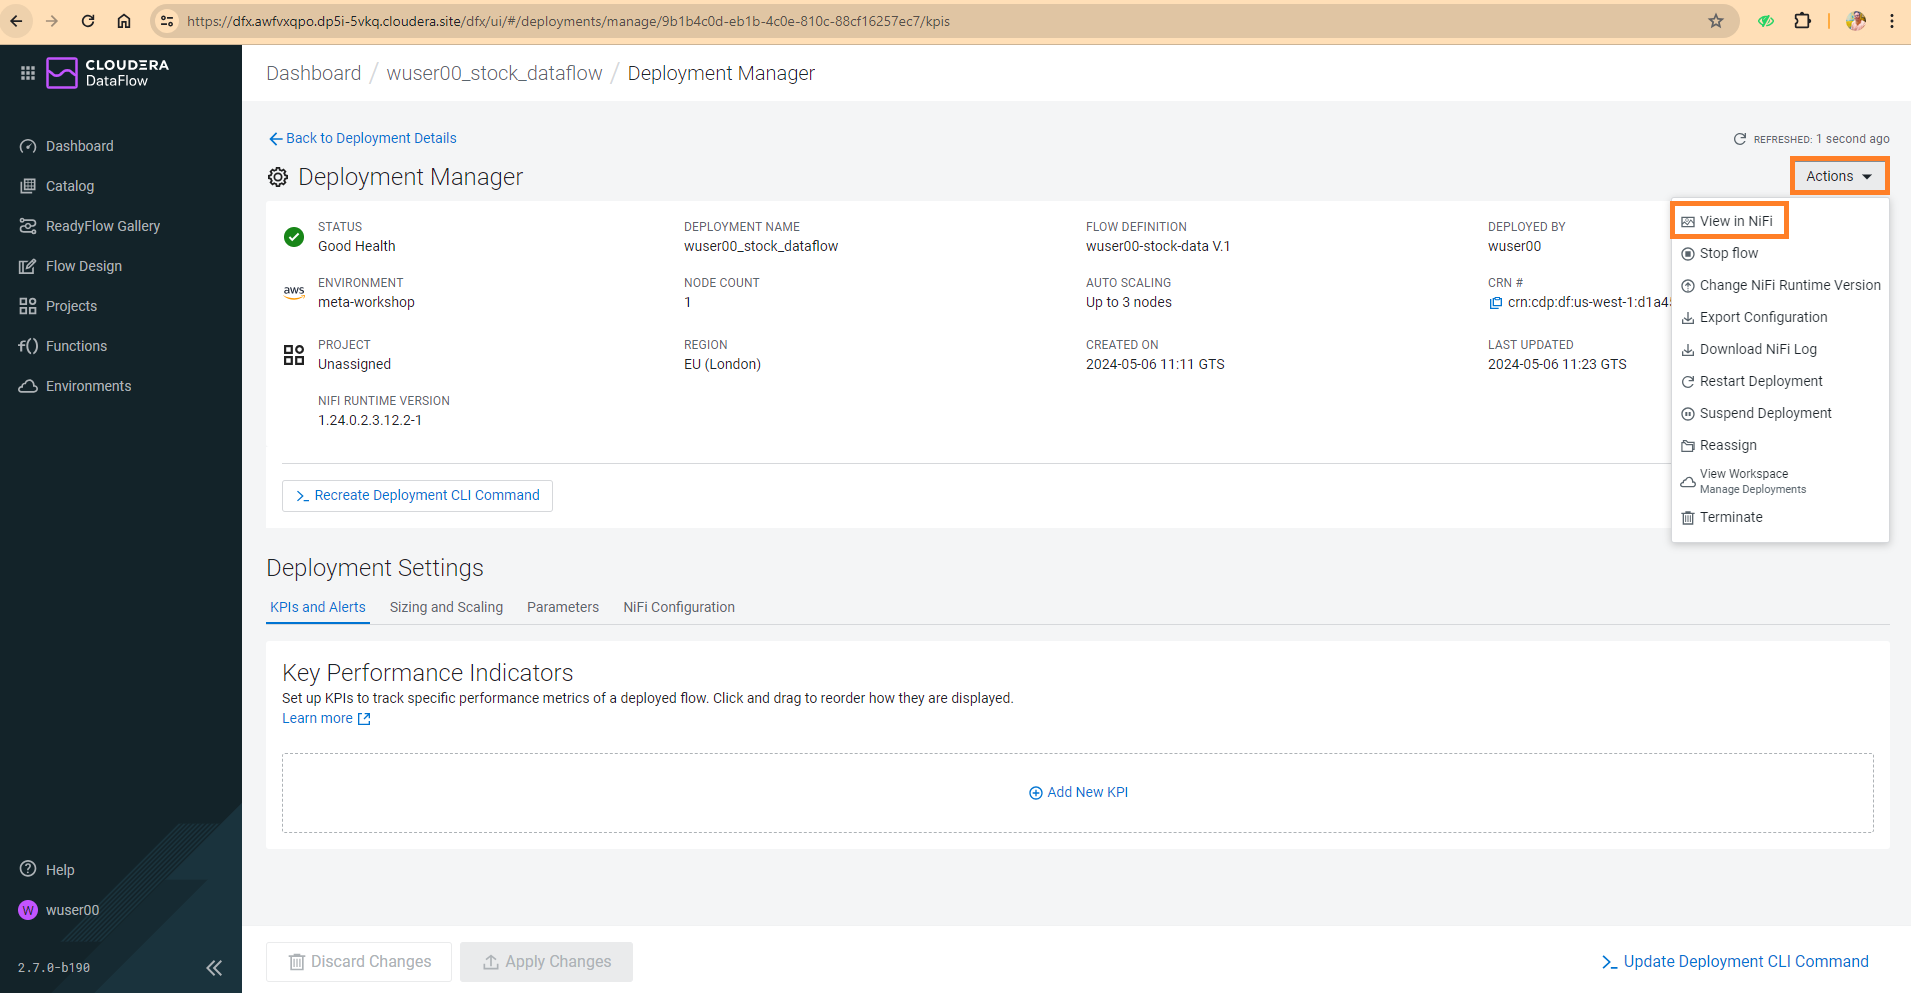 https://dfx.awfvxqpo.dp5i-5vkq.cloudera.site/dfx/ui/#/deployments/manage/9b1b4c0d-eb1b-4c0e-810c-88cf16257ec7/kpis
CLOUDERA
DataFlow
Dashboard
Catalog
ReadyFlow Gallery
Flow Design
Projects
f() Functions
Environments
Help
W wuser00
2.7.0-b190
Dashboard / wuser00_stock_dataflow / Deployment Manager
Back to Deployment Details
REFRESHED: 1 second ago
Deployment Manager
Actions
STATUS
Good Health
DEPLOYMENT NAME
wuser00_stock_dataflow
FLOW DEFINITION
wuser00-stock-data V.1
DEPLOYED BY
wuser00
aws
ENVIRONMENT
meta-workshop
NODE COUNT
1
AUTO SCALING
Up to 3 nodes
CRN #
crn:cdp:df:us-west-1:d1a4
PROJECT
Unassigned
REGION
EU (London)
CREATED ON
2024-05-06 11:11 GTS
LAST UPDATED
2024-05-06 11:23 GTS
NIFI RUNTIME VERSION
1.24.0.2.3.12.2-1
View in NiFi
Stop flow
Change NiFi Runtime Version
Export Configuration
Download NiFi Log
Restart Deployment
Suspend Deployment
Reassign
View Workspace
Manage Deployments
Terminate
>_ Recreate Deployment CLI Command
Deployment Settings
KPIs and Alerts
Sizing and Scaling
Parameters
NiFi Configuration
Key Performance Indicators
Set up KPIs to track specific performance metrics of a deployed flow. Click and drag to reorder how they are displayed.
Learn more
Add New KPI
Discard Changes
Apply Changes
>_ Update Deployment CLI Command